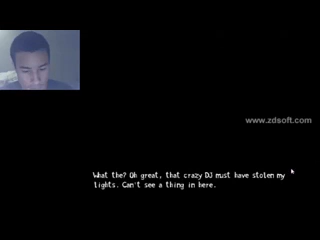 www.zdsoft.com
What the? Oh great, that crazy DJ must have stolen my
lights. Can't see a thing in here.